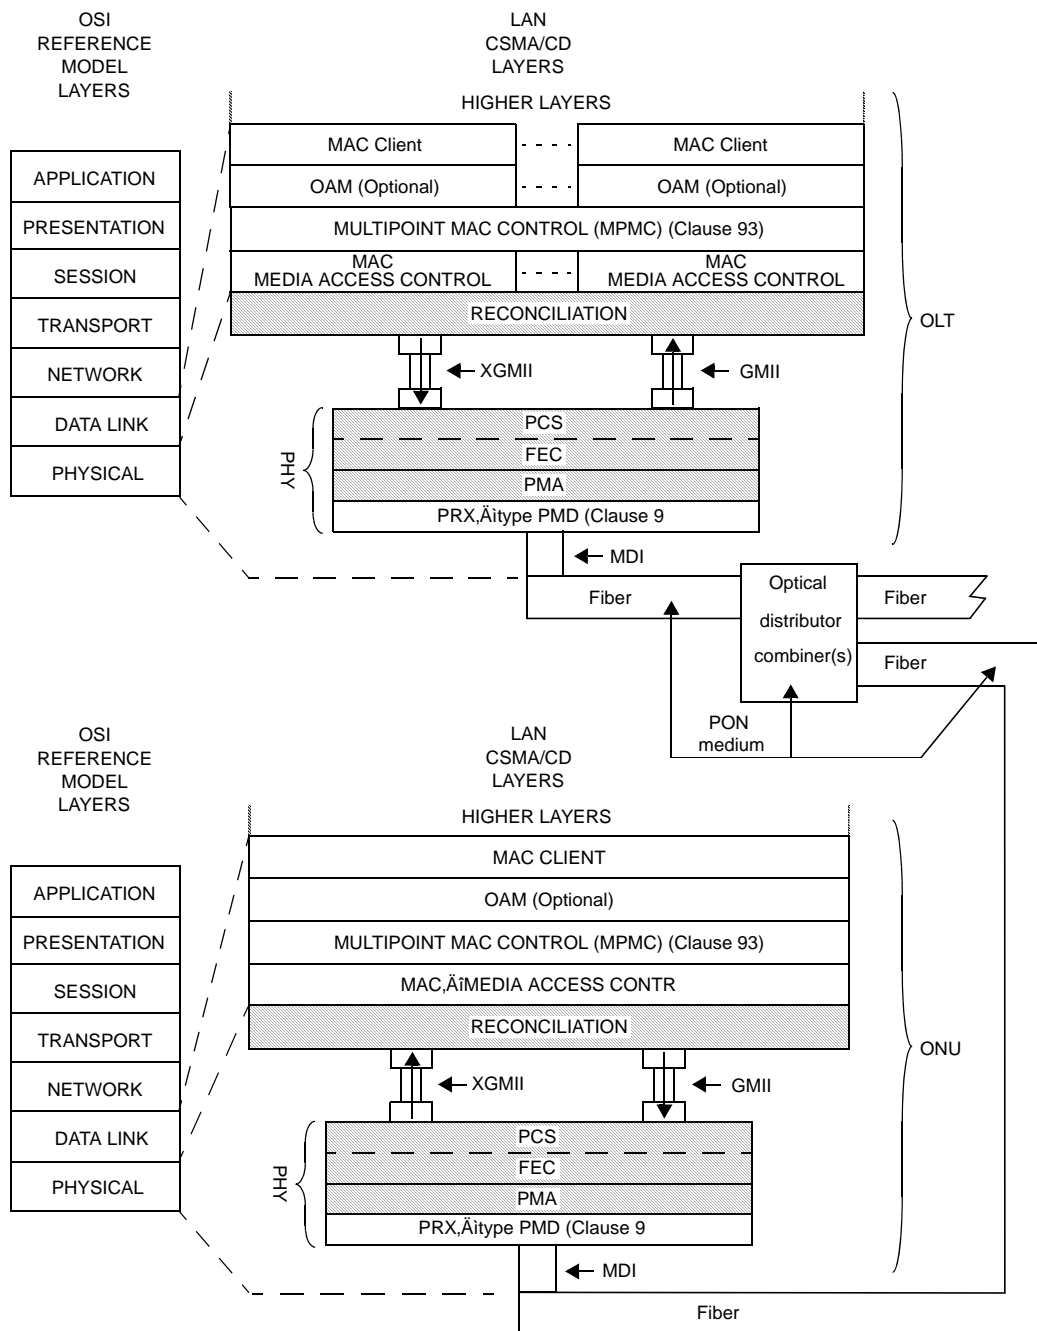 OSI
REFERENCE
MODEL
LAYERS
LAN
CSMA/CD
LAYERS
HIGHER LAYERS
MAC Client
MAC Client
APPLICATION
OAM (Optional)
OAM (Optional)
PRESENTATION
MULTIPOINT MAC CONTROL (MPMC) (Clause 93)
SESSION
MAC
MEDIA ACCESS CONTROL
MAC
MEDIA ACCESS CONTROL
TRANSPORT
RECONCILIATION
OLT
NETWORK
XGMII
GMII
DATA LINK
PCS
PHYSICAL
FEC
PHY
PMA
PRX‚Äìtype PMD (Clause 9
MDI
Fiber
Optical
distributor
combiner(s)
Fiber
Fiber
PON
medium
OSI
REFERENCE
MODEL
LAYERS
LAN
CSMA/CD
LAYERS
HIGHER LAYERS
MAC CLIENT
APPLICATION
OAM (Optional)
PRESENTATION
MULTIPOINT MAC CONTROL (MPMC) (Clause 93)
SESSION
MAC‚ÄîMEDIA ACCESS CONTR
TRANSPORT
RECONCILIATION
ONU
NETWORK
XGMII
GMII
DATA LINK
PCS
PHYSICAL
FEC
PHY
PMA
PRX‚Äìtype PMD (Clause 9
MDI
Fiber